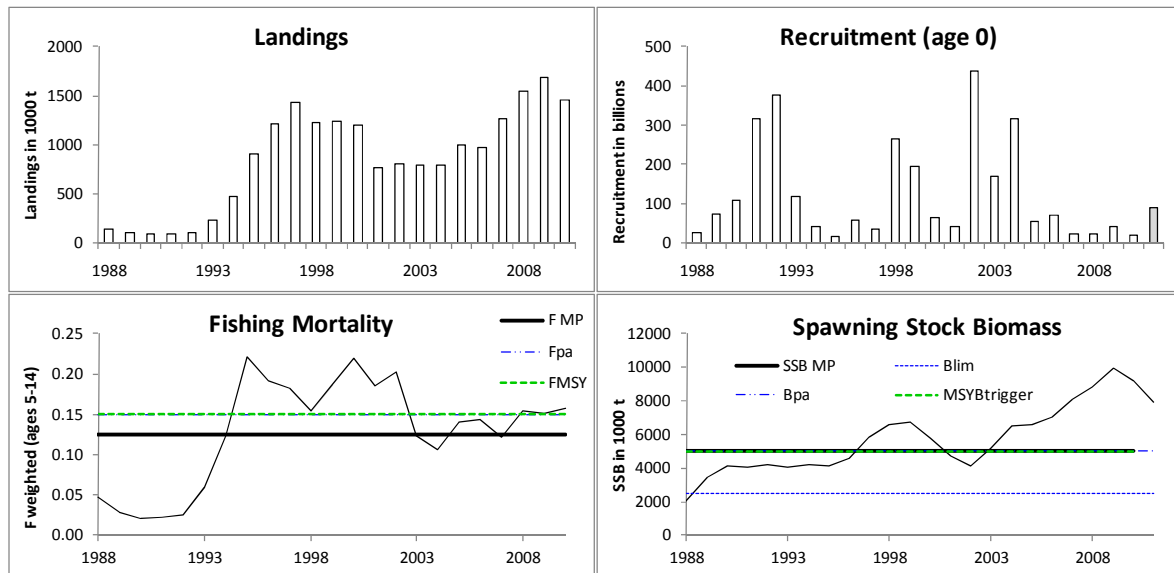 Landings
Landings in 1000 t
2000
1500
1000
500
0
1988
1993
1998
2003
2008
Recruitment (age 0)
Recruitment in billions
500
400
300
200
100
0
1988
1993
1998
2003
2008
Fishing Mortality
F weighted (ages 5-14)
0.25
0.20
0.15
0.10
0.05
0.00
1988
1993
1998
2003
2008
F MP
Fpa
FMSY
Spawning Stock Biomass
SSB in 1000 t
12000
10000
8000
6000
4000
2000
0
1988
1993
1998
2003
2008
SSB MP
Blim
Bpa
MSYBtrigger